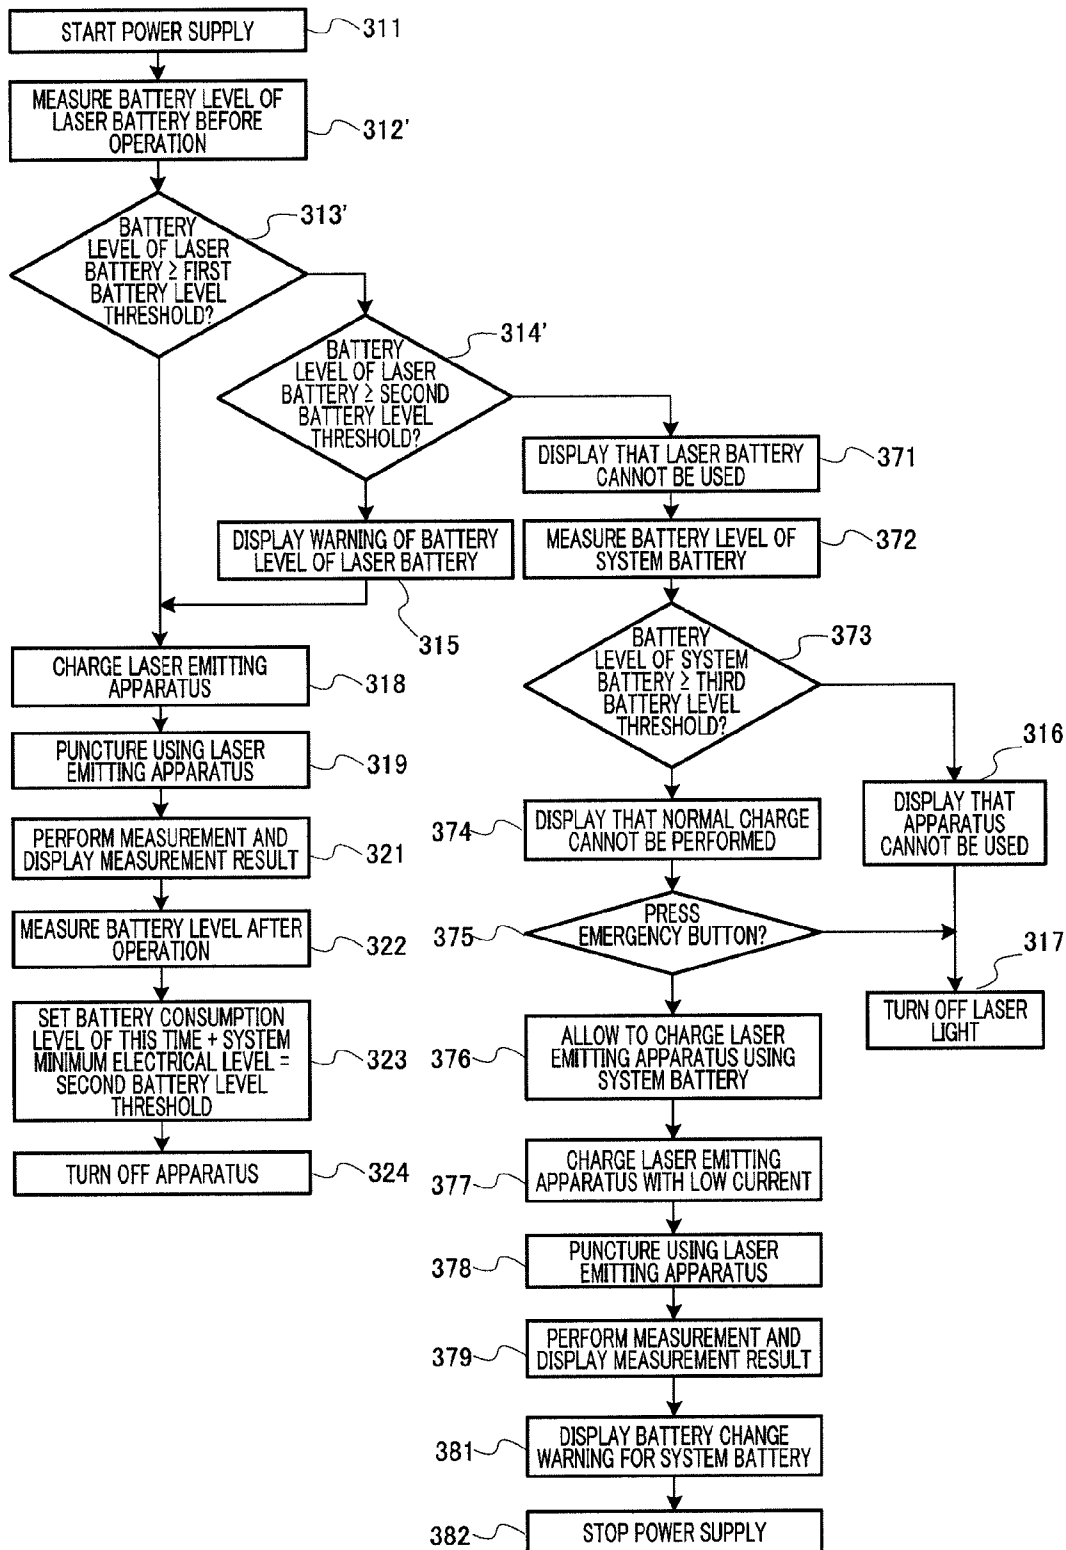 START POWER SUPPLY
311
MEASURE BATTERY LEVEL OF
LASER BATTERY BEFORE
OPERATION
312'
BATTERY
LEVEL OF LASER
BATTERY ≥ FIRST
BATTERY LEVEL
THRESHOLD?
313'
BATTERY
LEVEL OF LASER
BATTERY ≥ SECOND
BATTERY LEVEL
THRESHOLD?
314'
DISPLAY WARNING OF BATTERY
LEVEL OF LASER BATTERY
315
CHARGE LASER EMITTING
APPARATUS
318
PUNCTURE USING LASER
EMITTING APPARATUS
319
PERFORM MEASUREMENT AND
DISPLAY MEASUREMENT RESULT
321
MEASURE BATTERY LEVEL AFTER
OPERATION
322
SET BATTERY CONSUMPTION
LEVEL OF THIS TIME + SYSTEM
MINIMUM ELECTRICAL LEVEL =
SECOND BATTERY LEVEL
THRESHOLD
323
TURN OFF APPARATUS
324
DISPLAY THAT LASER BATTERY
CANNOT BE USED
371
MEASURE BATTERY LEVEL OF
SYSTEM BATTERY
372
BATTERY
LEVEL OF SYSTEM
BATTERY ≥ THIRD
BATTERY LEVEL
THRESHOLD?
373
DISPLAY THAT
APPARATUS
CANNOT BE USED
316
DISPLAY THAT NORMAL CHARGE
CANNOT BE PERFORMED
374
PRESS
EMERGENCY BUTTON?
375
TURN OFF LASER
LIGHT
317
ALLOW TO CHARGE LASER
EMITTING APPARATUS USING
SYSTEM BATTERY
376
CHARGE LASER EMITTING
APPARATUS WITH LOW CURRENT
377
PUNCTURE USING LASER
EMITTING APPARATUS
378
PERFORM MEASUREMENT AND
DISPLAY MEASUREMENT RESULT
379
DISPLAY BATTERY CHANGE
WARNING FOR SYSTEM BATTERY
381
STOP POWER SUPPLY
382